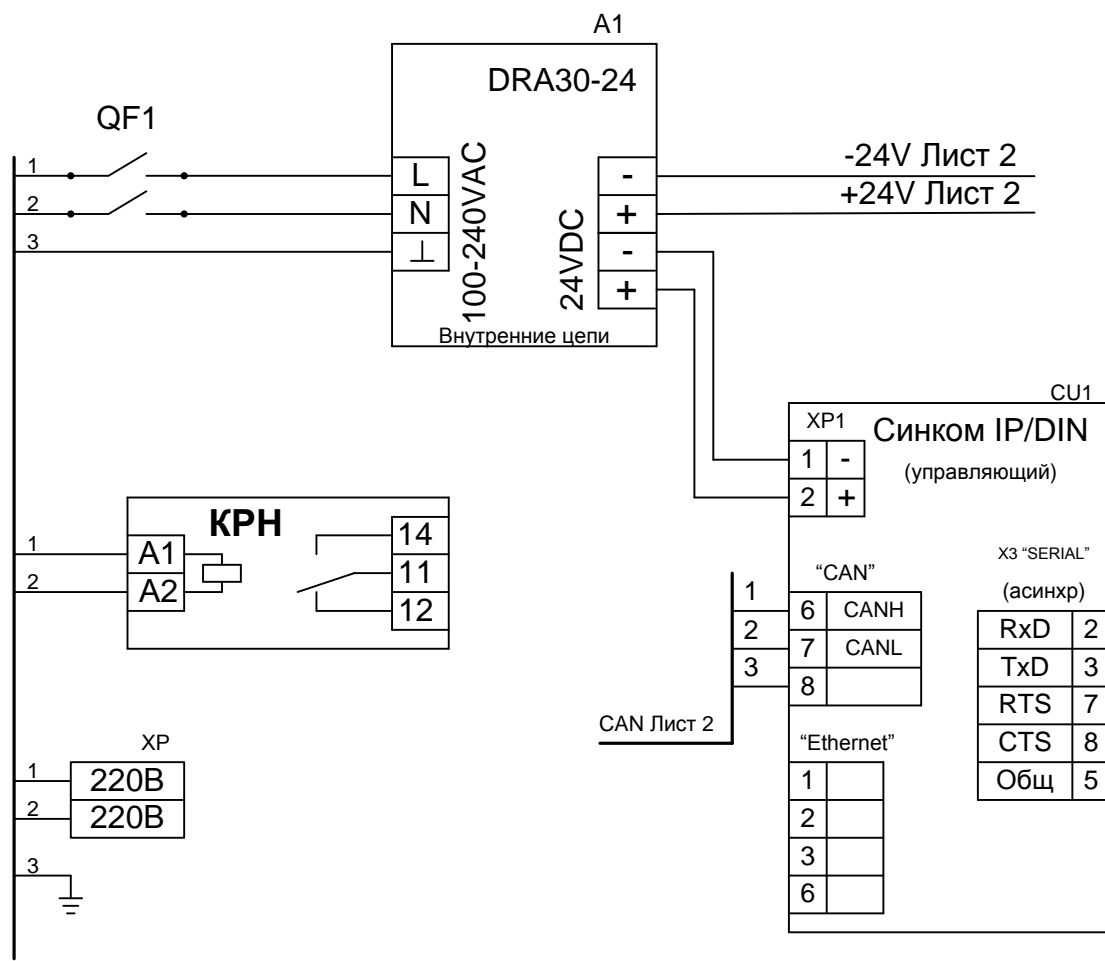 A1
DRA30-24
QF1
1
2
3
L
N
⊥
100-240VAC
24VDC
-
+
-
+
-24V Лист 2
+24V Лист 2
Внутренние цепи
CU1
XP1
Синком IP/DIN
(управляющий)
1 -
2 +
КРН
1
2
A1
A2
14
11
12
X3 “SERIAL”
(асинхр)
“CAN”
1
2
3
6 CANH
7 CANL
8
RxD 2
TxD 3
RTS 7
CTS 8
Общ 5
CAN Лист 2
“Ethernet”
1
2
3
6
XP
1 220В
2 220В
3